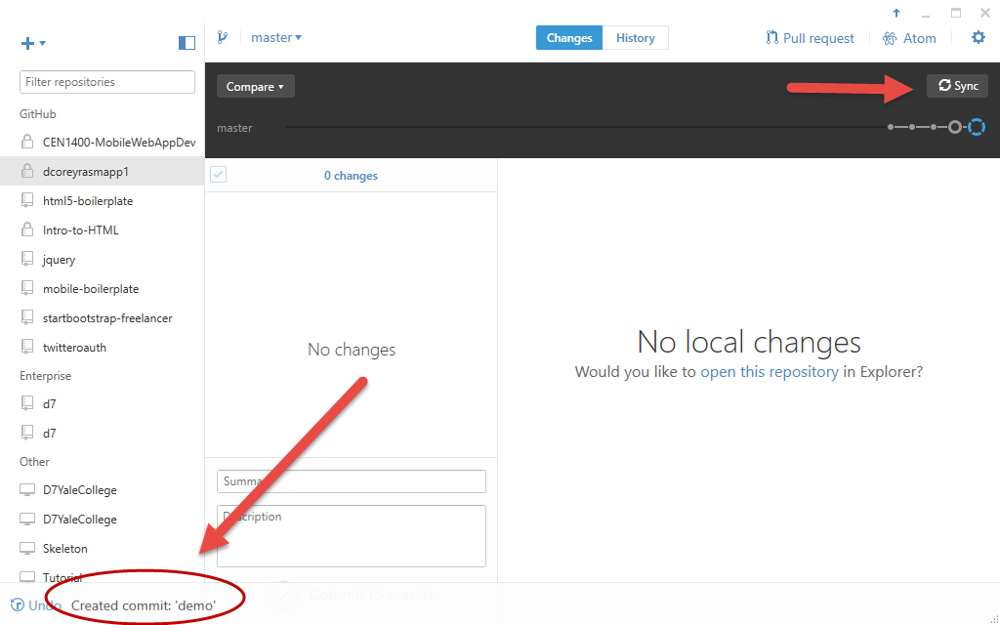 master
Changes
History
Pull request
Atom
Filter repositories
Compare
Sync
master
GitHub
CEN1400-MobileWebAppDev
dcoreyrasmapp1
html5-boilerplate
Intro-to-HTML
jquery
mobile-boilerplate
startbootstrap-freelancer
twitteroauth
Enterprise
d7
d7
Other
D7YaleCollege
D7YaleCollege
Skeleton
Tutorial
0 changes
No changes
Summa
Description
Commit to master
No local changes
Would you like to open this repository in Explorer?
Undo
Created commit: 'demo'